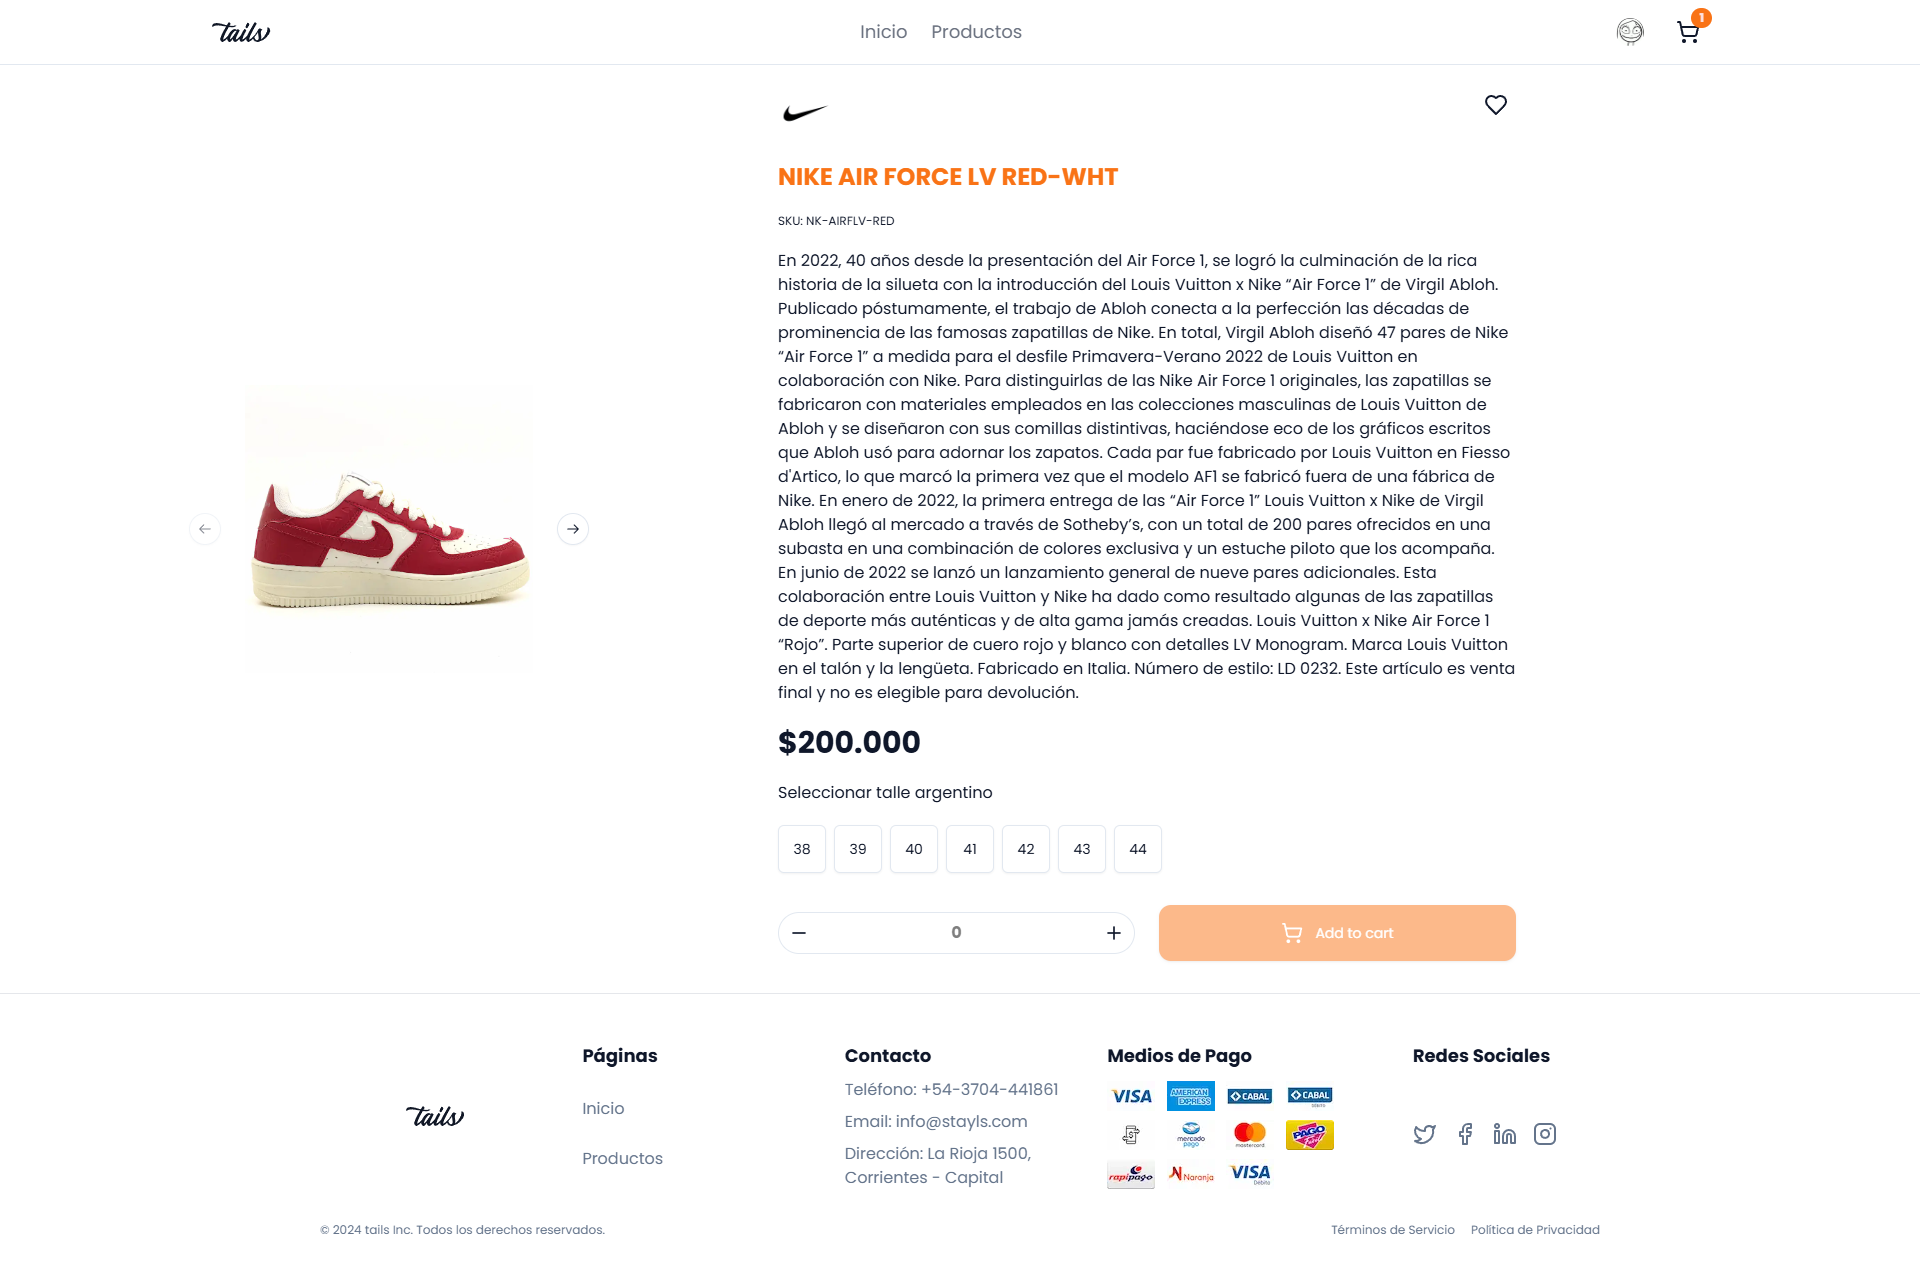 tails
Inicio
Productos
1
NIKE AIR FORCE LV RED-WHT
SKU: NK-AIRFLV-RED
En 2022, 40 años desde la presentación del Air Force 1, se logró la culminación de la rica
historia de la silueta con la introducción del Louis Vuitton x Nike “Air Force 1” de Virgil Abloh.
Publicado póstumamente, el trabajo de Abloh conecta a la perfección las décadas de
prominencia de las famosas zapatillas de Nike. En total, Virgil Abloh diseñó 47 pares de Nike
“Air Force 1” a medida para el desfile Primavera-Verano 2022 de Louis Vuitton en
colaboración con Nike. Para distinguirlas de las Nike Air Force 1 originales, las zapatillas se
fabricaron con materiales empleados en las colecciones masculinas de Louis Vuitton de
Abloh y se diseñaron con sus comillas distintivas, haciéndose eco de los gráficos escritos
que Abloh usó para adornar los zapatos. Cada par fue fabricado por Louis Vuitton en Fiesso
d'Artico, lo que marcó la primera vez que el modelo AF1 se fabricó fuera de una fábrica de
Nike. En enero de 2022, la primera entrega de las “Air Force 1” Louis Vuitton x Nike de Virgil
Abloh llegó al mercado a través de Sotheby’s, con un total de 200 pares ofrecidos en una
subasta en una combinación de colores exclusiva y un estuche piloto que los acompaña.
En junio de 2022 se lanzó un lanzamiento general de nueve pares adicionales. Esta
colaboración entre Louis Vuitton y Nike ha dado como resultado algunas de las zapatillas
de deporte más auténticas y de alta gama jamás creadas. Louis Vuitton x Nike Air Force 1
“Rojo”. Parte superior de cuero rojo y blanco con detalles LV Monogram. Marca Louis Vuitton
en el talón y la lengüeta. Fabricado en Italia. Número de estilo: LD 0232. Este artículo es venta
final y no es elegible para devolución.
$200.000
Seleccionar talle argentino
38 39 40 41 42 43 44
0
Add to cart
tails
Páginas
Inicio
Productos
Contacto
Teléfono: +54-3704-441861
Email: info@stayls.com
Dirección: La Rioja 1500,
Corrientes - Capital
Medios de Pago
VISA
AMERICAN EXPRESS
CABAL
CABAL DÉBITO
mercado pago
mastercard
PAGO Fácil
rapipago
Naranja
VISA Débito
Redes Sociales
© 2024 tails Inc. Todos los derechos reservados.
Términos de Servicio
Política de Privacidad